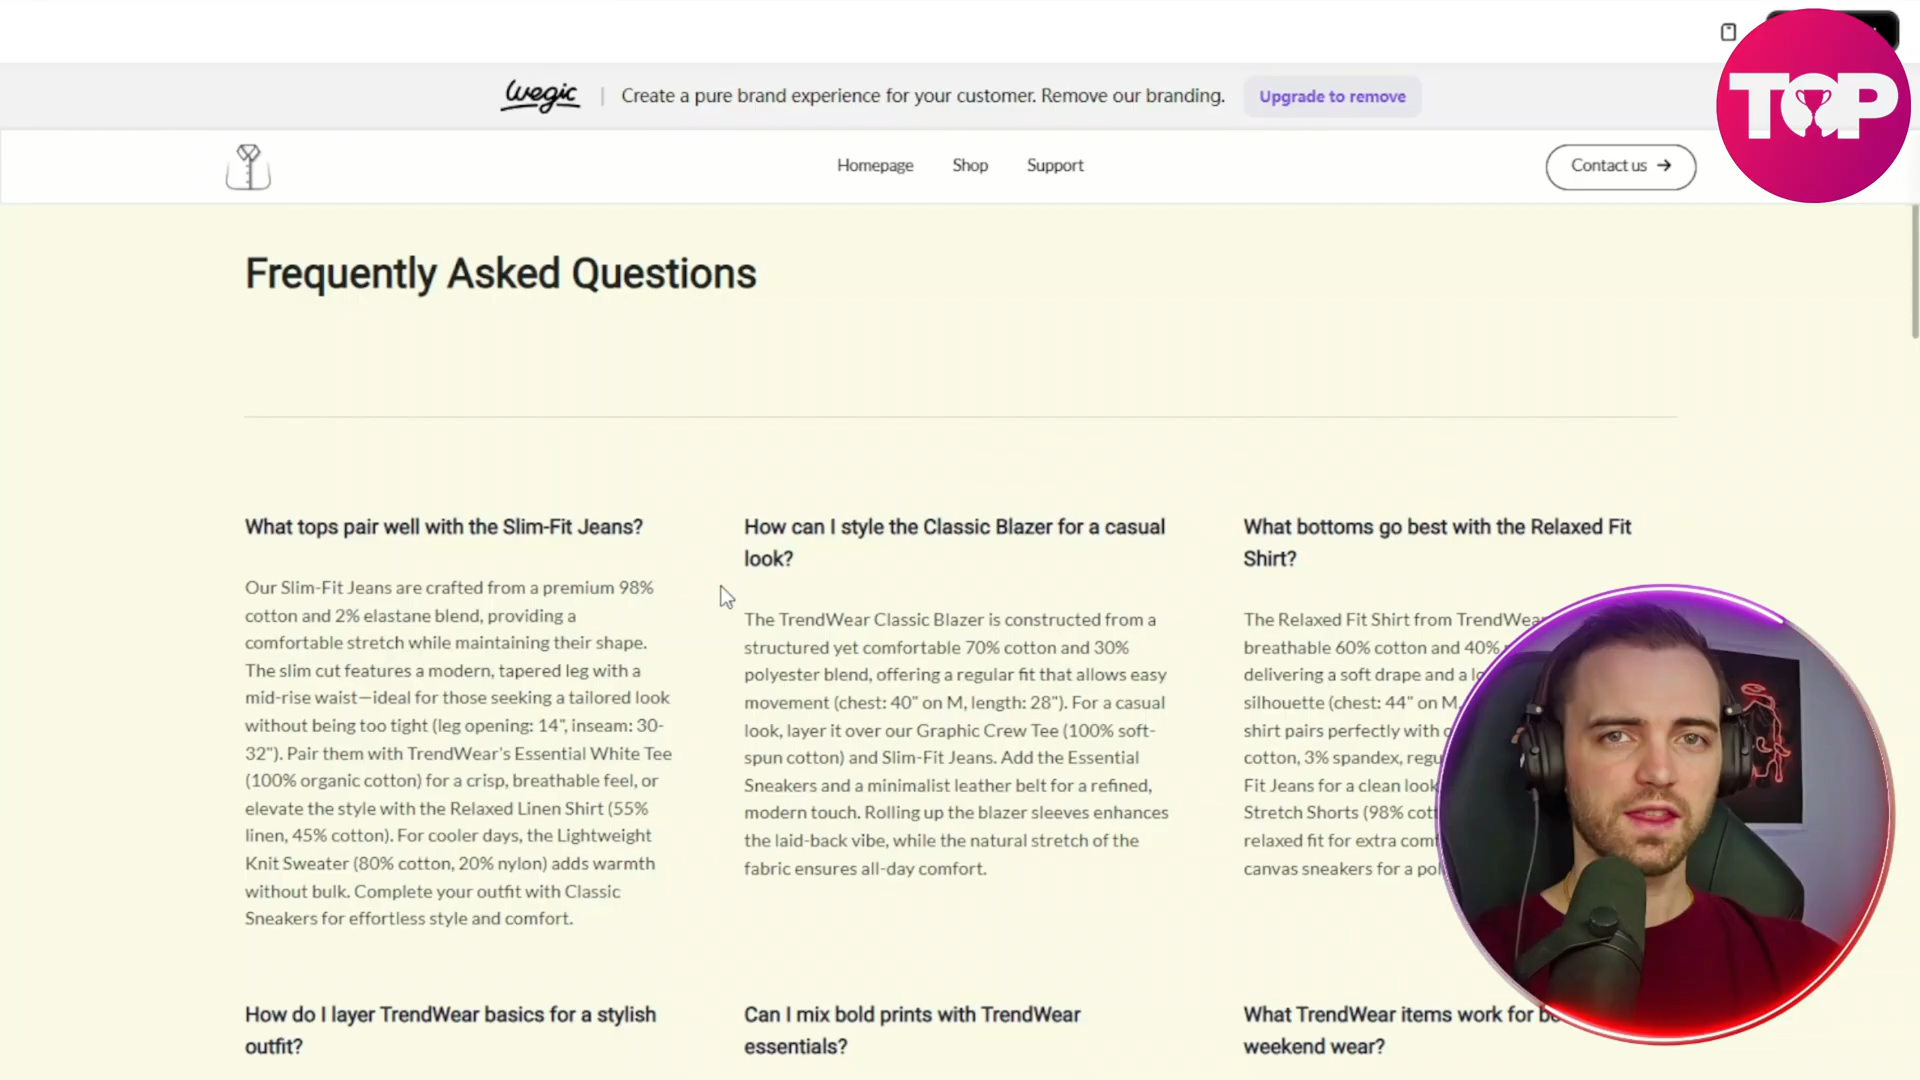 TOP
wegic | Create a pure brand experience for your customer. Remove our branding. Upgrade to remove
Homepage Shop Support Contact us →
Frequently Asked Questions
What tops pair well with the Slim-Fit Jeans?
Our Slim-Fit Jeans are crafted from a premium 98%
cotton and 2% elastane blend, providing a
comfortable stretch while maintaining their shape.
The slim cut features a modern, tapered leg with a
mid-rise waist—ideal for those seeking a tailored look
without being too tight (leg opening: 14", inseam: 30-
32"). Pair them with TrendWear's Essential White Tee
(100% organic cotton) for a crisp, breathable feel, or
elevate the style with the Relaxed Linen Shirt (55%
linen, 45% cotton). For cooler days, the Lightweight
Knit Sweater (80% cotton, 20% nylon) adds warmth
without bulk. Complete your outfit with Classic
Sneakers for effortless style and comfort.
How can I style the Classic Blazer for a casual
look?
The TrendWear Classic Blazer is constructed from a
structured yet comfortable 70% cotton and 30%
polyester blend, offering a regular fit that allows easy
movement (chest: 40" on M, length: 28"). For a casual
look, layer it over our Graphic Crew Tee (100% soft-
spun cotton) and Slim-Fit Jeans. Add the Essential
Sneakers and a minimalist leather belt for a refined,
modern touch. Rolling up the blazer sleeves enhances
the laid-back vibe, while the natural stretch of the
fabric ensures all-day comfort.
What bottoms go best with the Relaxed Fit
Shirt?
The Relaxed Fit Shirt from TrendWear
breathable 60% cotton and 40%
delivering a soft drape and a
silhouette (chest: 44" on M,
shirt pairs perfectly with
cotton, 3% spandex,
Fit Jeans for a clean look
Stretch Shorts (98%
relaxed fit for extra
canvas sneakers for a
How do I layer TrendWear basics for a stylish
outfit?
Can I mix bold prints with TrendWear
essentials?
What TrendWear items work for
weekend wear?